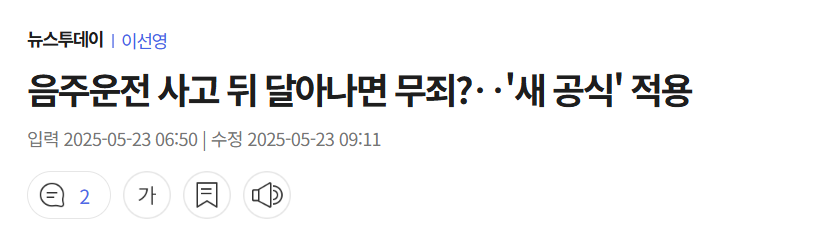 뉴스투데이 | 이선영
음주운전 사고 뒤 달아나면 무죄?‥'새 공식' 적용
입력 2025-05-23 06:50 | 수정 2025-05-23 09:11
2 가